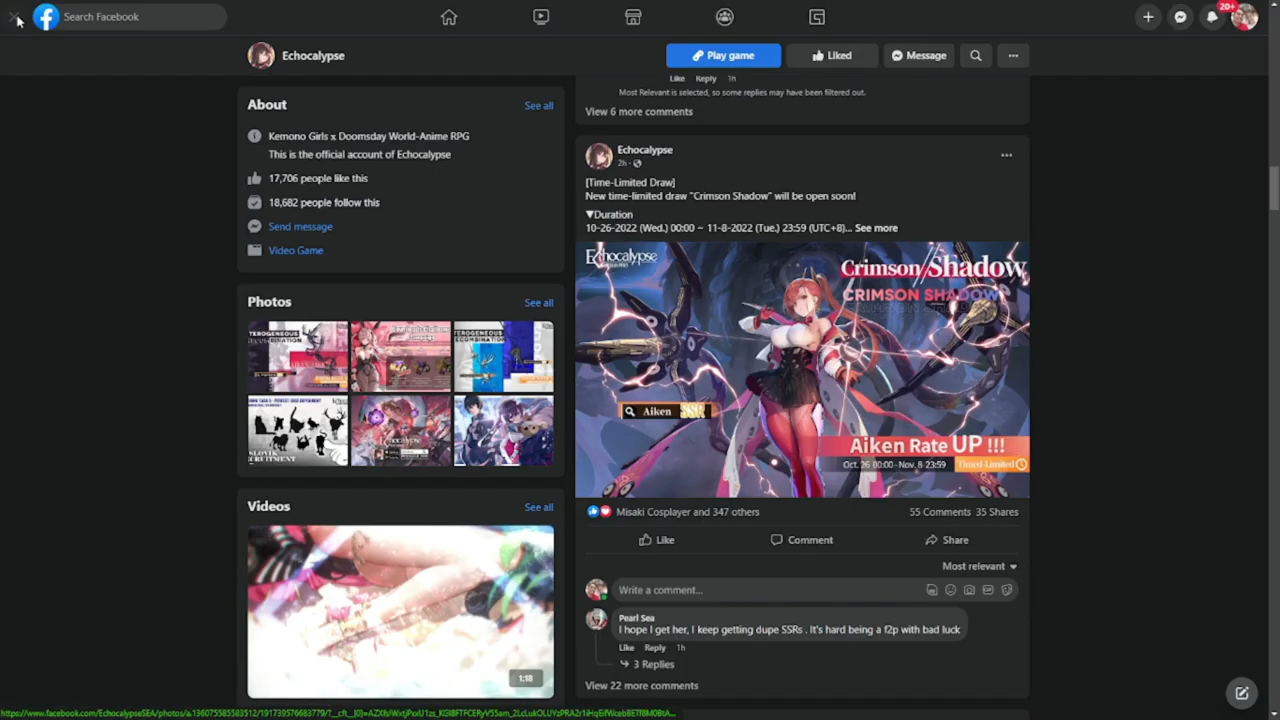 Search Facebook
20+
Echocalypse
Play game
Liked
Message
Like Reply 1h
Most Relevant is selected, so some replies may have been filtered out.
View 6 more comments
About
See all
Kemono Girls x Doomsday World-Anime RPG
This is the official account of Echocalypse
17,706 people like this
18,682 people follow this
Send message
Video Game
Photos
See all
Echocalypse
Videos
See all
1:18
Echocalypse
2h
[Time-Limited Draw]
New time-limited draw "Crimson Shadow" will be open soon!
▼Duration
10-26-2022 (Wed.) 00:00 ~ 11-8-2022 (Tue.) 23:59 (UTC+8)... See more
Echocalypse
Crimson Shadow
CRIMSON SHADOW
Aiken SSR
Aiken Rate UP !!!
Oct. 26 00:00-Nov. 8 23:59
Timed-Limited
Misaki Cosplayer and 347 others
55 Comments 35 Shares
Like
Comment
Share
Most relevant
Write a comment...
Pearl Sea
I hope I get her, I keep getting dupe SSRs . It's hard being a f2p with bad luck
Like Reply 1h
3 Replies
View 22 more comments